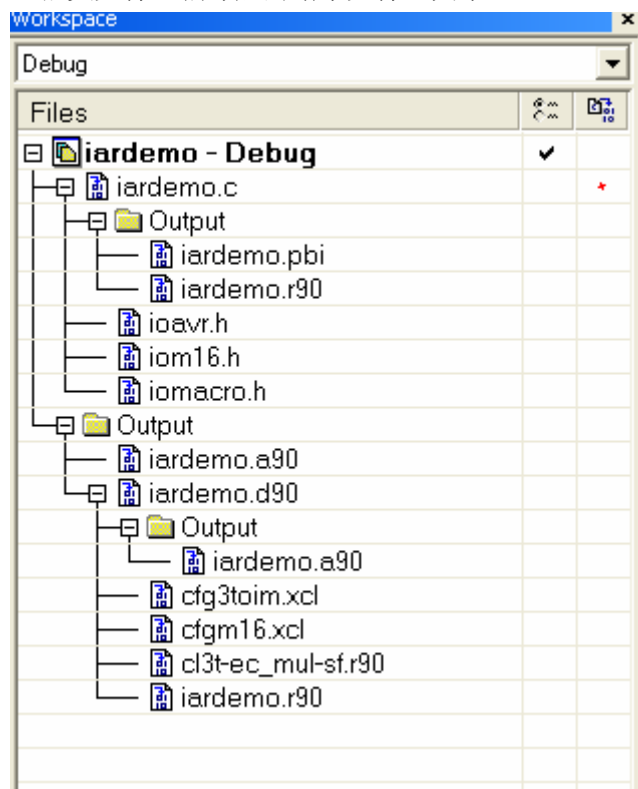 Workspace
Debug
Files
iardemo - Debug
iardemo.c
Output
iardemo.pbi
iardemo.r90
ioavr.h
iom16.h
iomacro.h
Output
iardemo.a90
iardemo.d90
Output
iardemo.a90
cfg3toim.xcl
cfgm16.xcl
cl3t-ec_mul-sf.r90
iardemo.r90